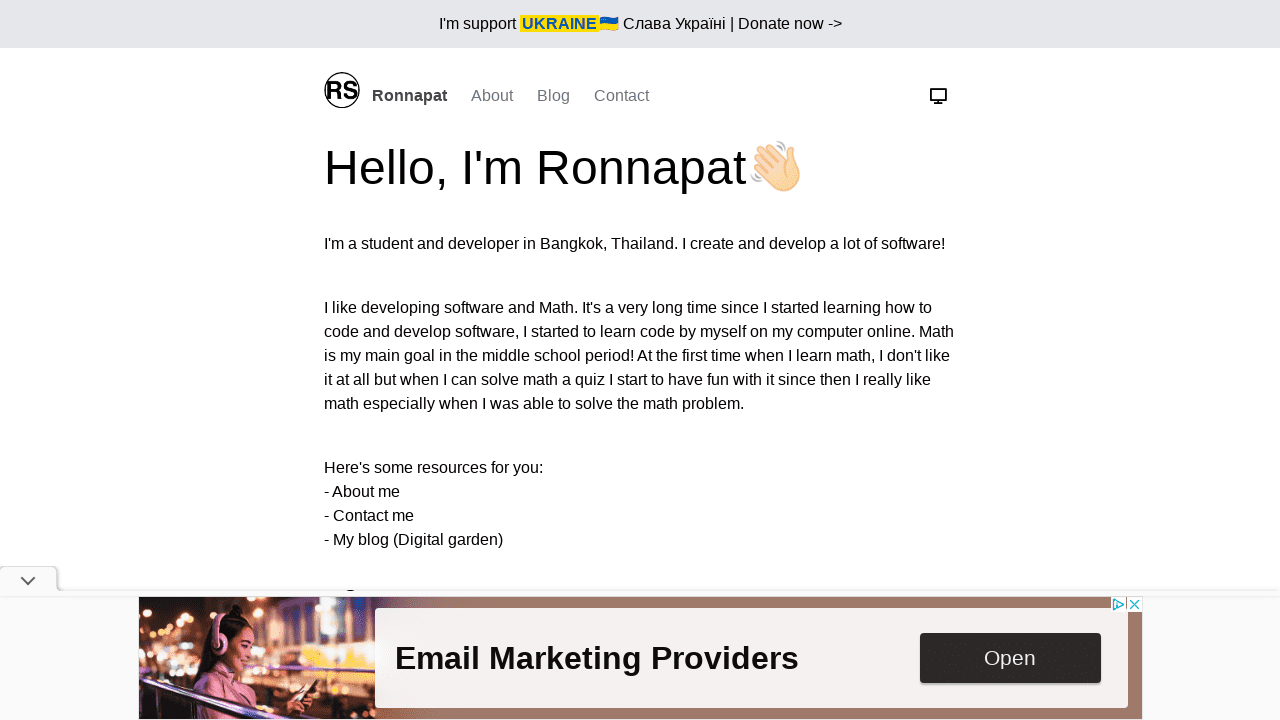 I'm support UKRAINE🇺🇦 Слава Україні | Donate now ->
RS Ronnapat About Blog Contact
Hello, I'm Ronnapat👋🏻
I'm a student and developer in Bangkok, Thailand. I create and develop a lot of software!
I like developing software and Math. It's a very long time since I started learning how to
code and develop software, I started to learn code by myself on my computer online. Math
is my main goal in the middle school period! At the first time when I learn math, I don't like
it at all but when I can solve math a quiz I start to have fun with it since then I really like
math especially when I was able to solve the math problem.
Here's some resources for you:
- About me
- Contact me
- My blog (Digital garden)
Email Marketing Providers
Open